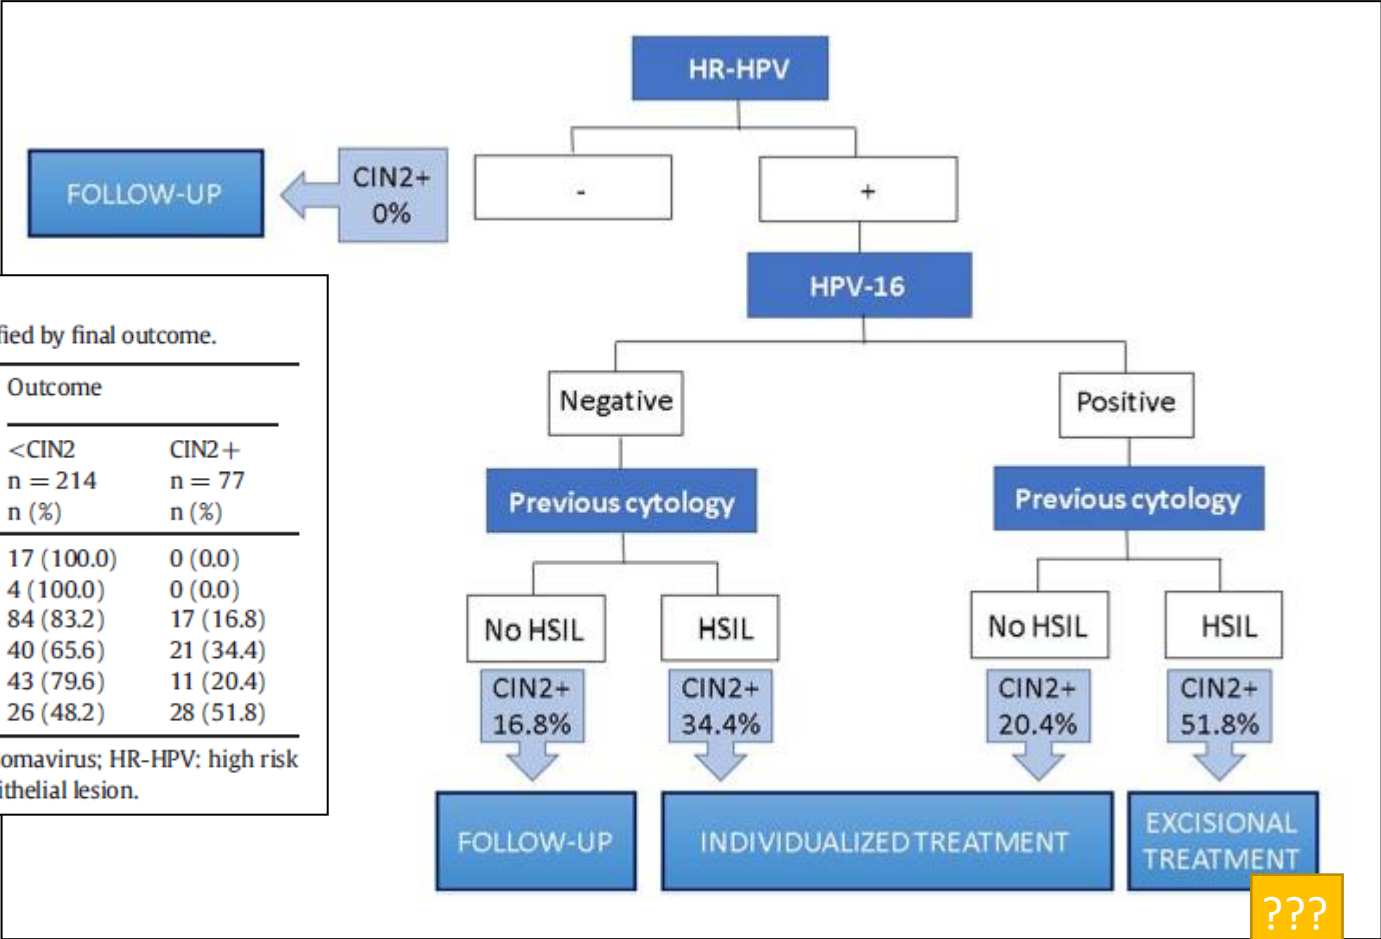 HR-HPV
FOLLOW-UP
CIN2+
0%
-
+
HPV-16
Negative
Positive
Previous cytology
Previous cytology
No HSIL
HSIL
No HSIL
HSIL
CIN2+
16.8%
CIN2+
34.4%
CIN2+
20.4%
CIN2+
51.8%
FOLLOW-UP
INDIVIDUALIZED TREATMENT
EXCISIONAL
TREATMENT
???
fied by final outcome.
Outcome
<CIN2 CIN2+
n = 214 n = 77
n (%) n (%)
17 (100.0) 0 (0.0)
4 (100.0) 0 (0.0)
84 (83.2) 17 (16.8)
40 (65.6) 21 (34.4)
43 (79.6) 11 (20.4)
26 (48.2) 28 (51.8)
omavirus; HR-HPV: high risk
ithelial lesion.